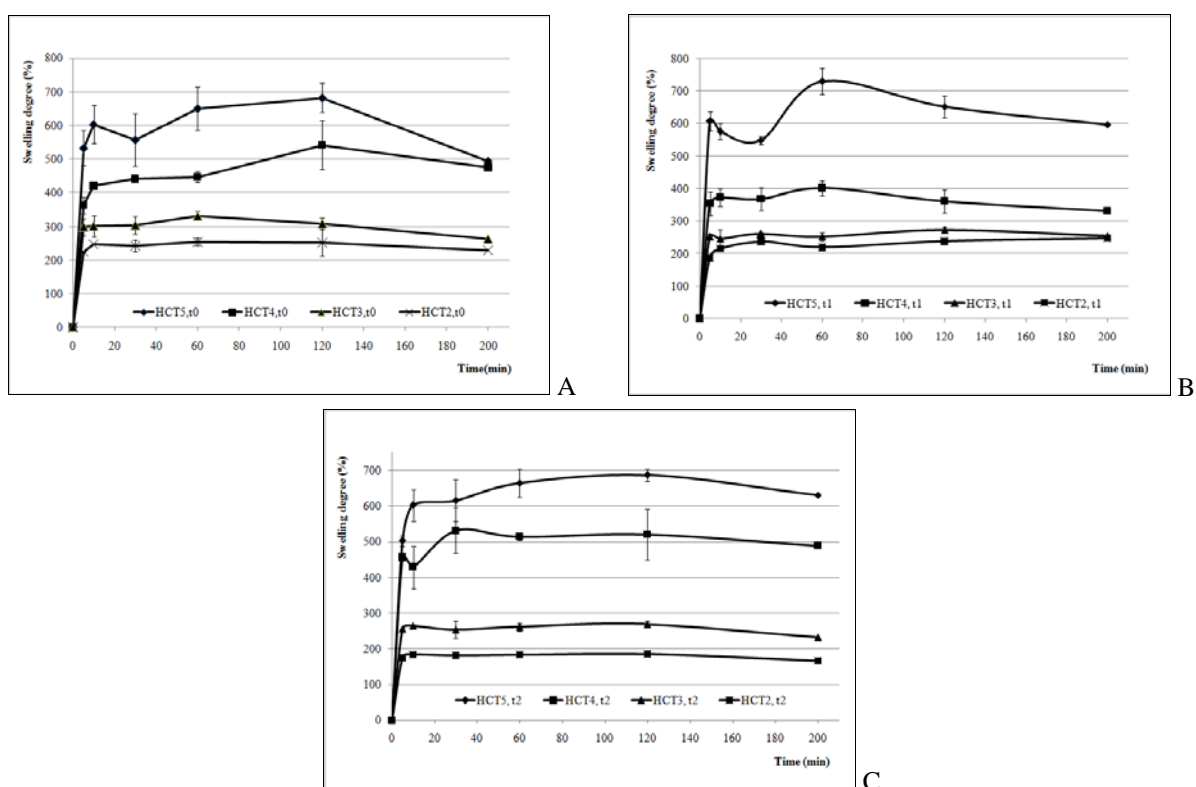 Swelling degree (%)
800
700
600
500
400
300
200
100
0
HCT5,t0 HCT4,t0 HCT3,t0 HCT2,t0
0 20 40 60 80 100 120 140 160 180 200
Time(min)
A
Swelling degree (%)
800
700
600
500
400
300
200
100
0
HCT5, t1 HCT4, t1 HCT3, t1 HCT2, t1
0 20 40 60 80 100 120 140 160 180 200
Time (min)
B
Swelling degree (%)
700
600
500
400
300
200
100
0
HCT5, t2 HCT4, t2 HCT3, t2 HCT2, t2
0 20 40 60 80 100 120 140 160 180 200
Time (min)
C